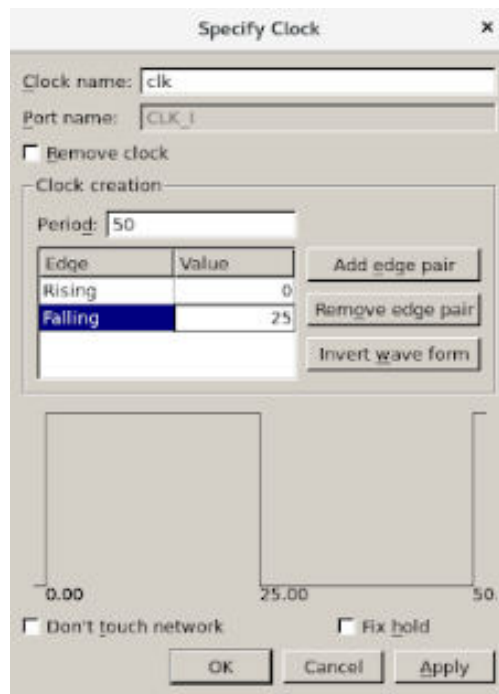 Specify Clock x
Clock name: clk
Port name: CLK_I
Remove clock
Clock creation
Period: 50
Edge Value
Add edge pair
Rising 0
Remove edge pair
Falling 25
Invert wave form
0.00 25.00 50.
Don't touch network Fix hold
OK Cancel Apply